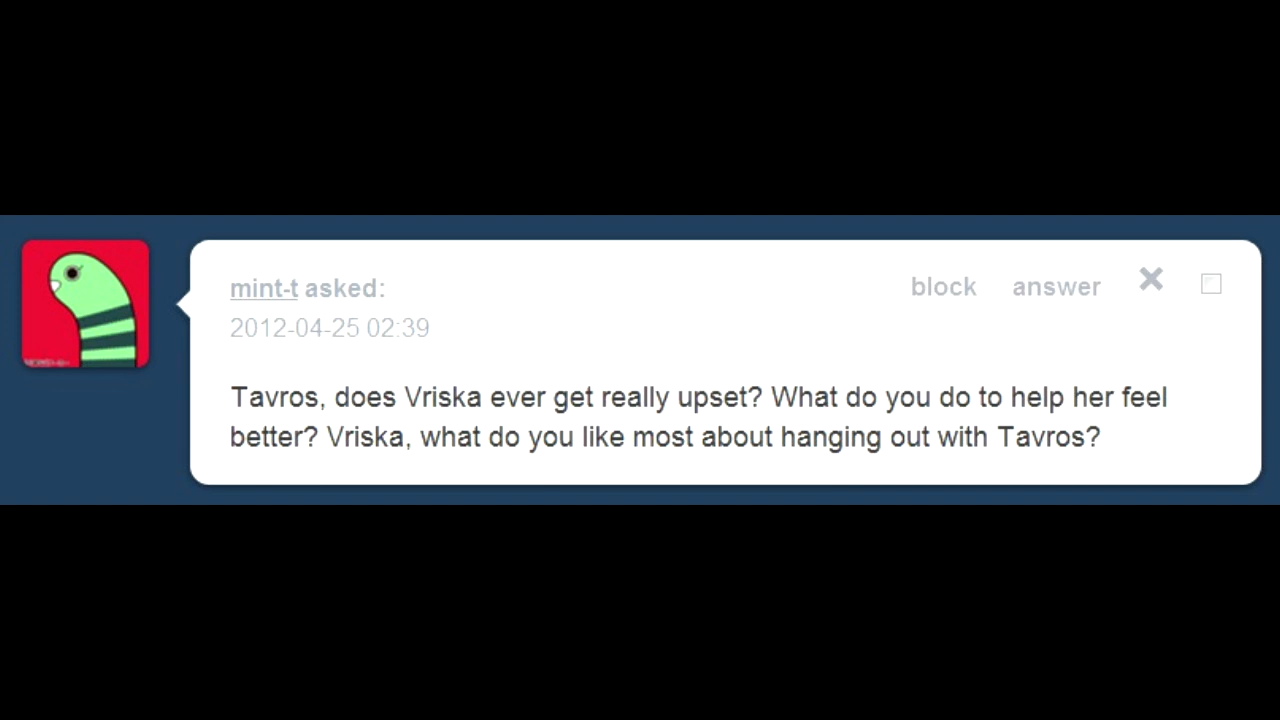 mint-t asked:
block answer
2012-04-25 02:39
Tavros, does Vriska ever get really upset? What do you do to help her feel
better? Vriska, what do you like most about hanging out with Tavros?